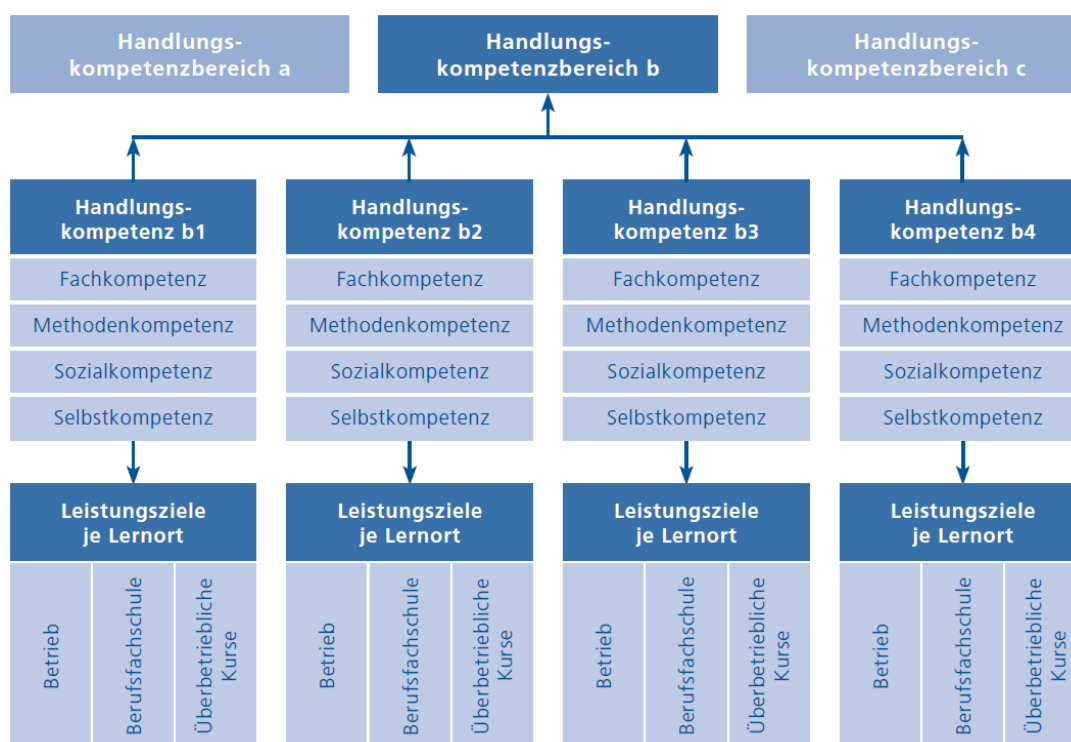 Handlungs-
kompetenzbereich a
Handlungs-
kompetenzbereich b
Handlungs-
kompetenzbereich c
Handlungs-
kompetenz b1
Handlungs-
kompetenz b2
Handlungs-
kompetenz b3
Handlungs-
kompetenz b4
Fachkompetenz
Fachkompetenz
Fachkompetenz
Fachkompetenz
Methodenkompetenz
Methodenkompetenz
Methodenkompetenz
Methodenkompetenz
Sozialkompetenz
Sozialkompetenz
Sozialkompetenz
Sozialkompetenz
Selbstkompetenz
Selbstkompetenz
Selbstkompetenz
Selbstkompetenz
Leistungsziele
je Lernort
Leistungsziele
je Lernort
Leistungsziele
je Lernort
Leistungsziele
je Lernort
Betrieb
Berufsfachschule
Überbetriebliche
Kurse
Betrieb
Berufsfachschule
Überbetriebliche
Kurse
Betrieb
Berufsfachschule
Überbetriebliche
Kurse
Betrieb
Berufsfachschule
Überbetriebliche
Kurse